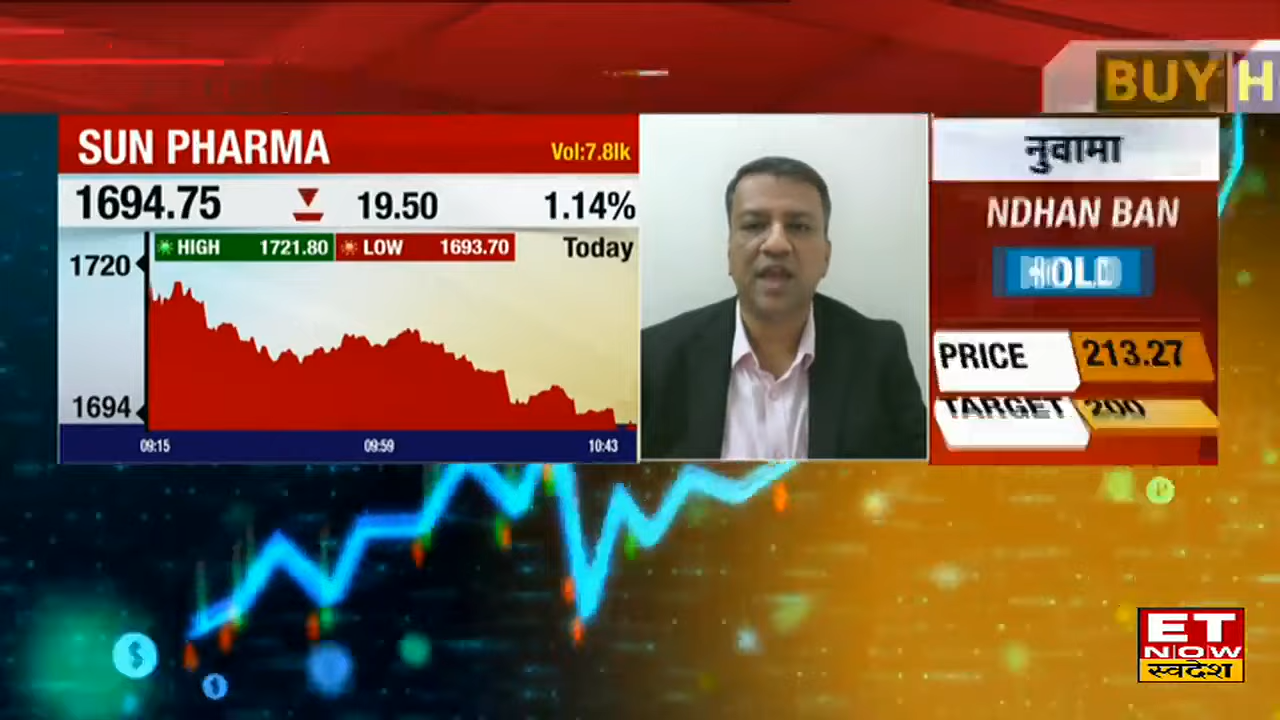 BUY H
SUN PHARMA
Vol:7.8lk
1694.75 19.50 1.14%
HIGH 1721.80 LOW 1693.70 Today
1720
1694
09:15 09:59 10:43
नुवामा
NDHAN BAN
HOLD
PRICE 213.27
TARGET 200
ET
NOW
स्वदेश